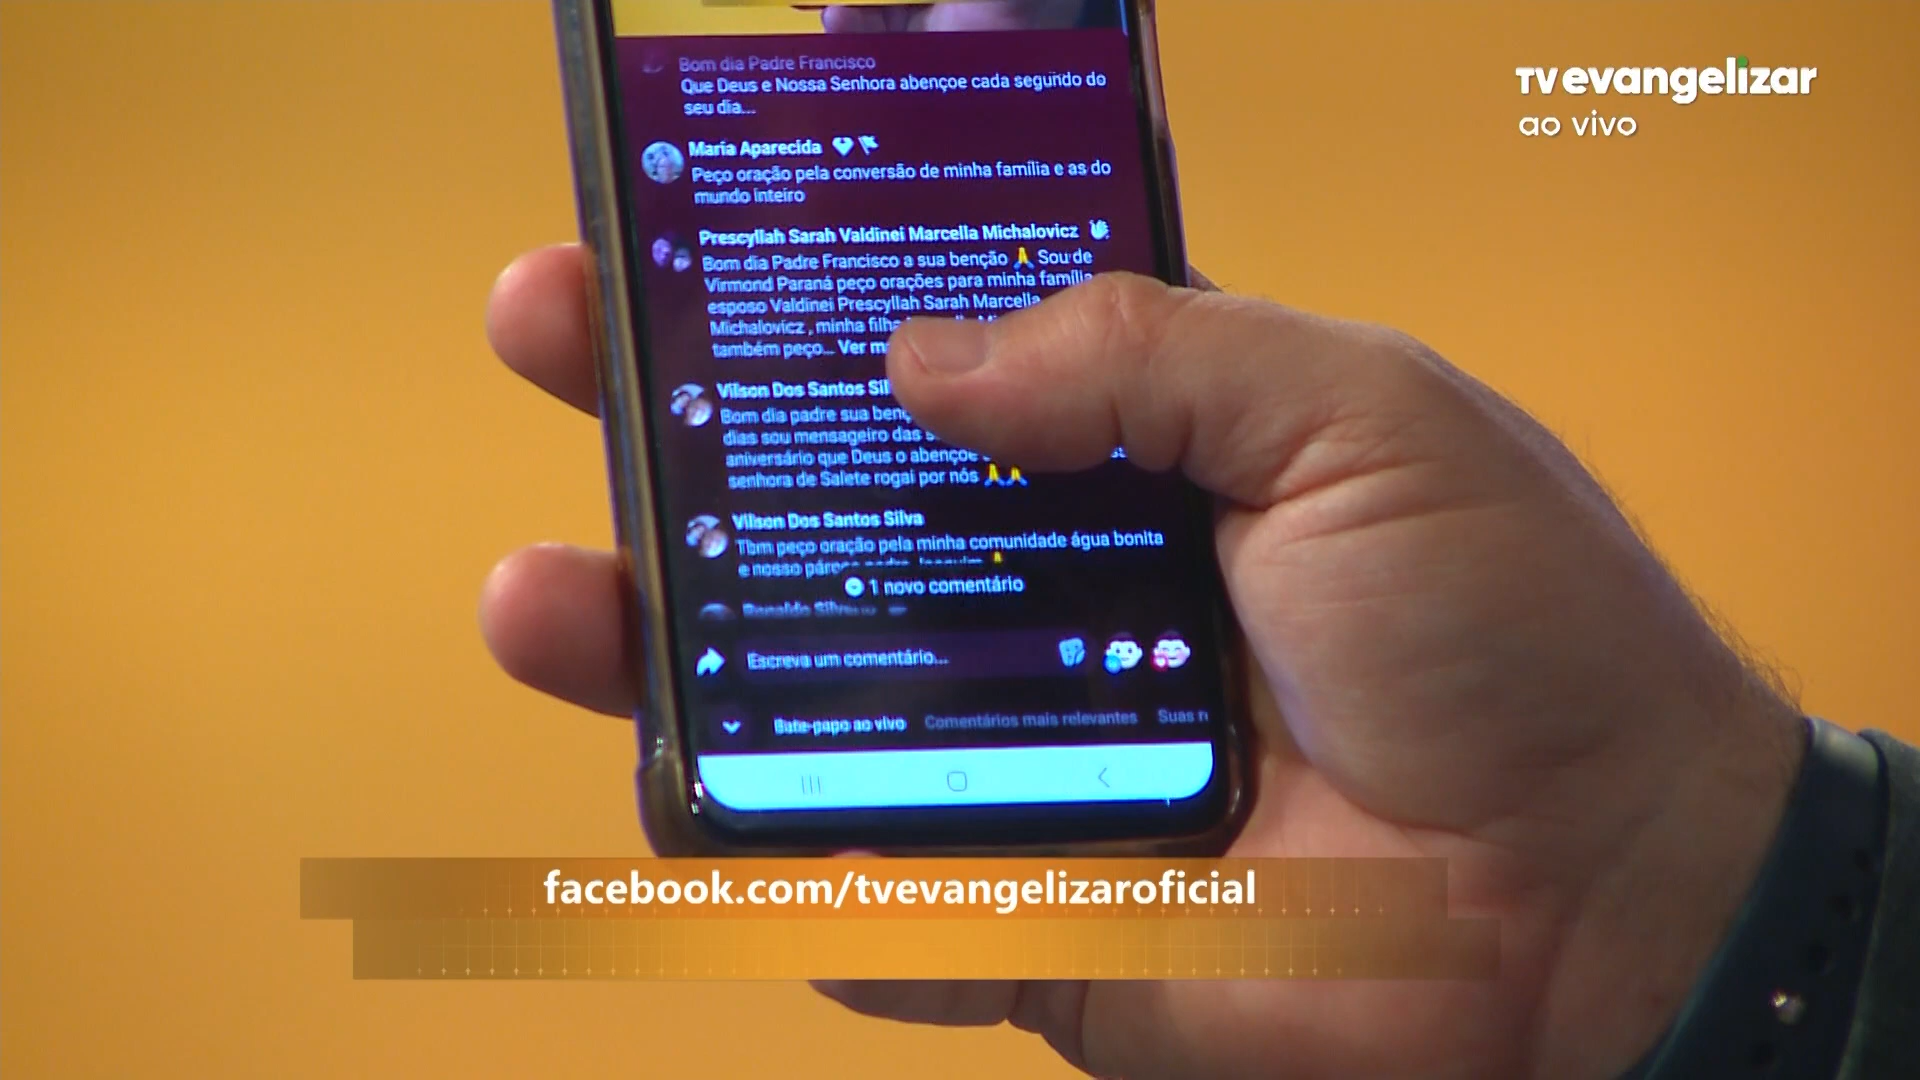 TVevangelizar
ao vivo
Bom dia Padre Francisco
Que Deus e Nossa Senhora abençoe cada segundo do
seu dia...
Maria Aparecida
Peço oração pela conversão de minha família e as do
mundo inteiro
Prescyllah Sarah Valdinei Marcella Michalovicz
Bom dia Padre Francisco a sua benção 🙏 Sou de
Virmond Paraná peço orações para minha família
esposo Valdinei Prescyllah Sarah Marcella
Michalovicz, minha filha
também peço... Ver
Vilson Dos Santos
Bom dia padre sua
dias sou mensageiro das
aniversário que Deus o abençoe
senhora de Salete rogai por nós 🙏🙏
Vilson Dos Santos Silva
Tbm peço oração pela minha comunidade água bonita
e nosso
1 novo comentário
Ronaldo
Escreva um comentário...
Bate-papo ao vivo Comentários mais relevantes Suas
facebook.com/tvevangelizaroficial